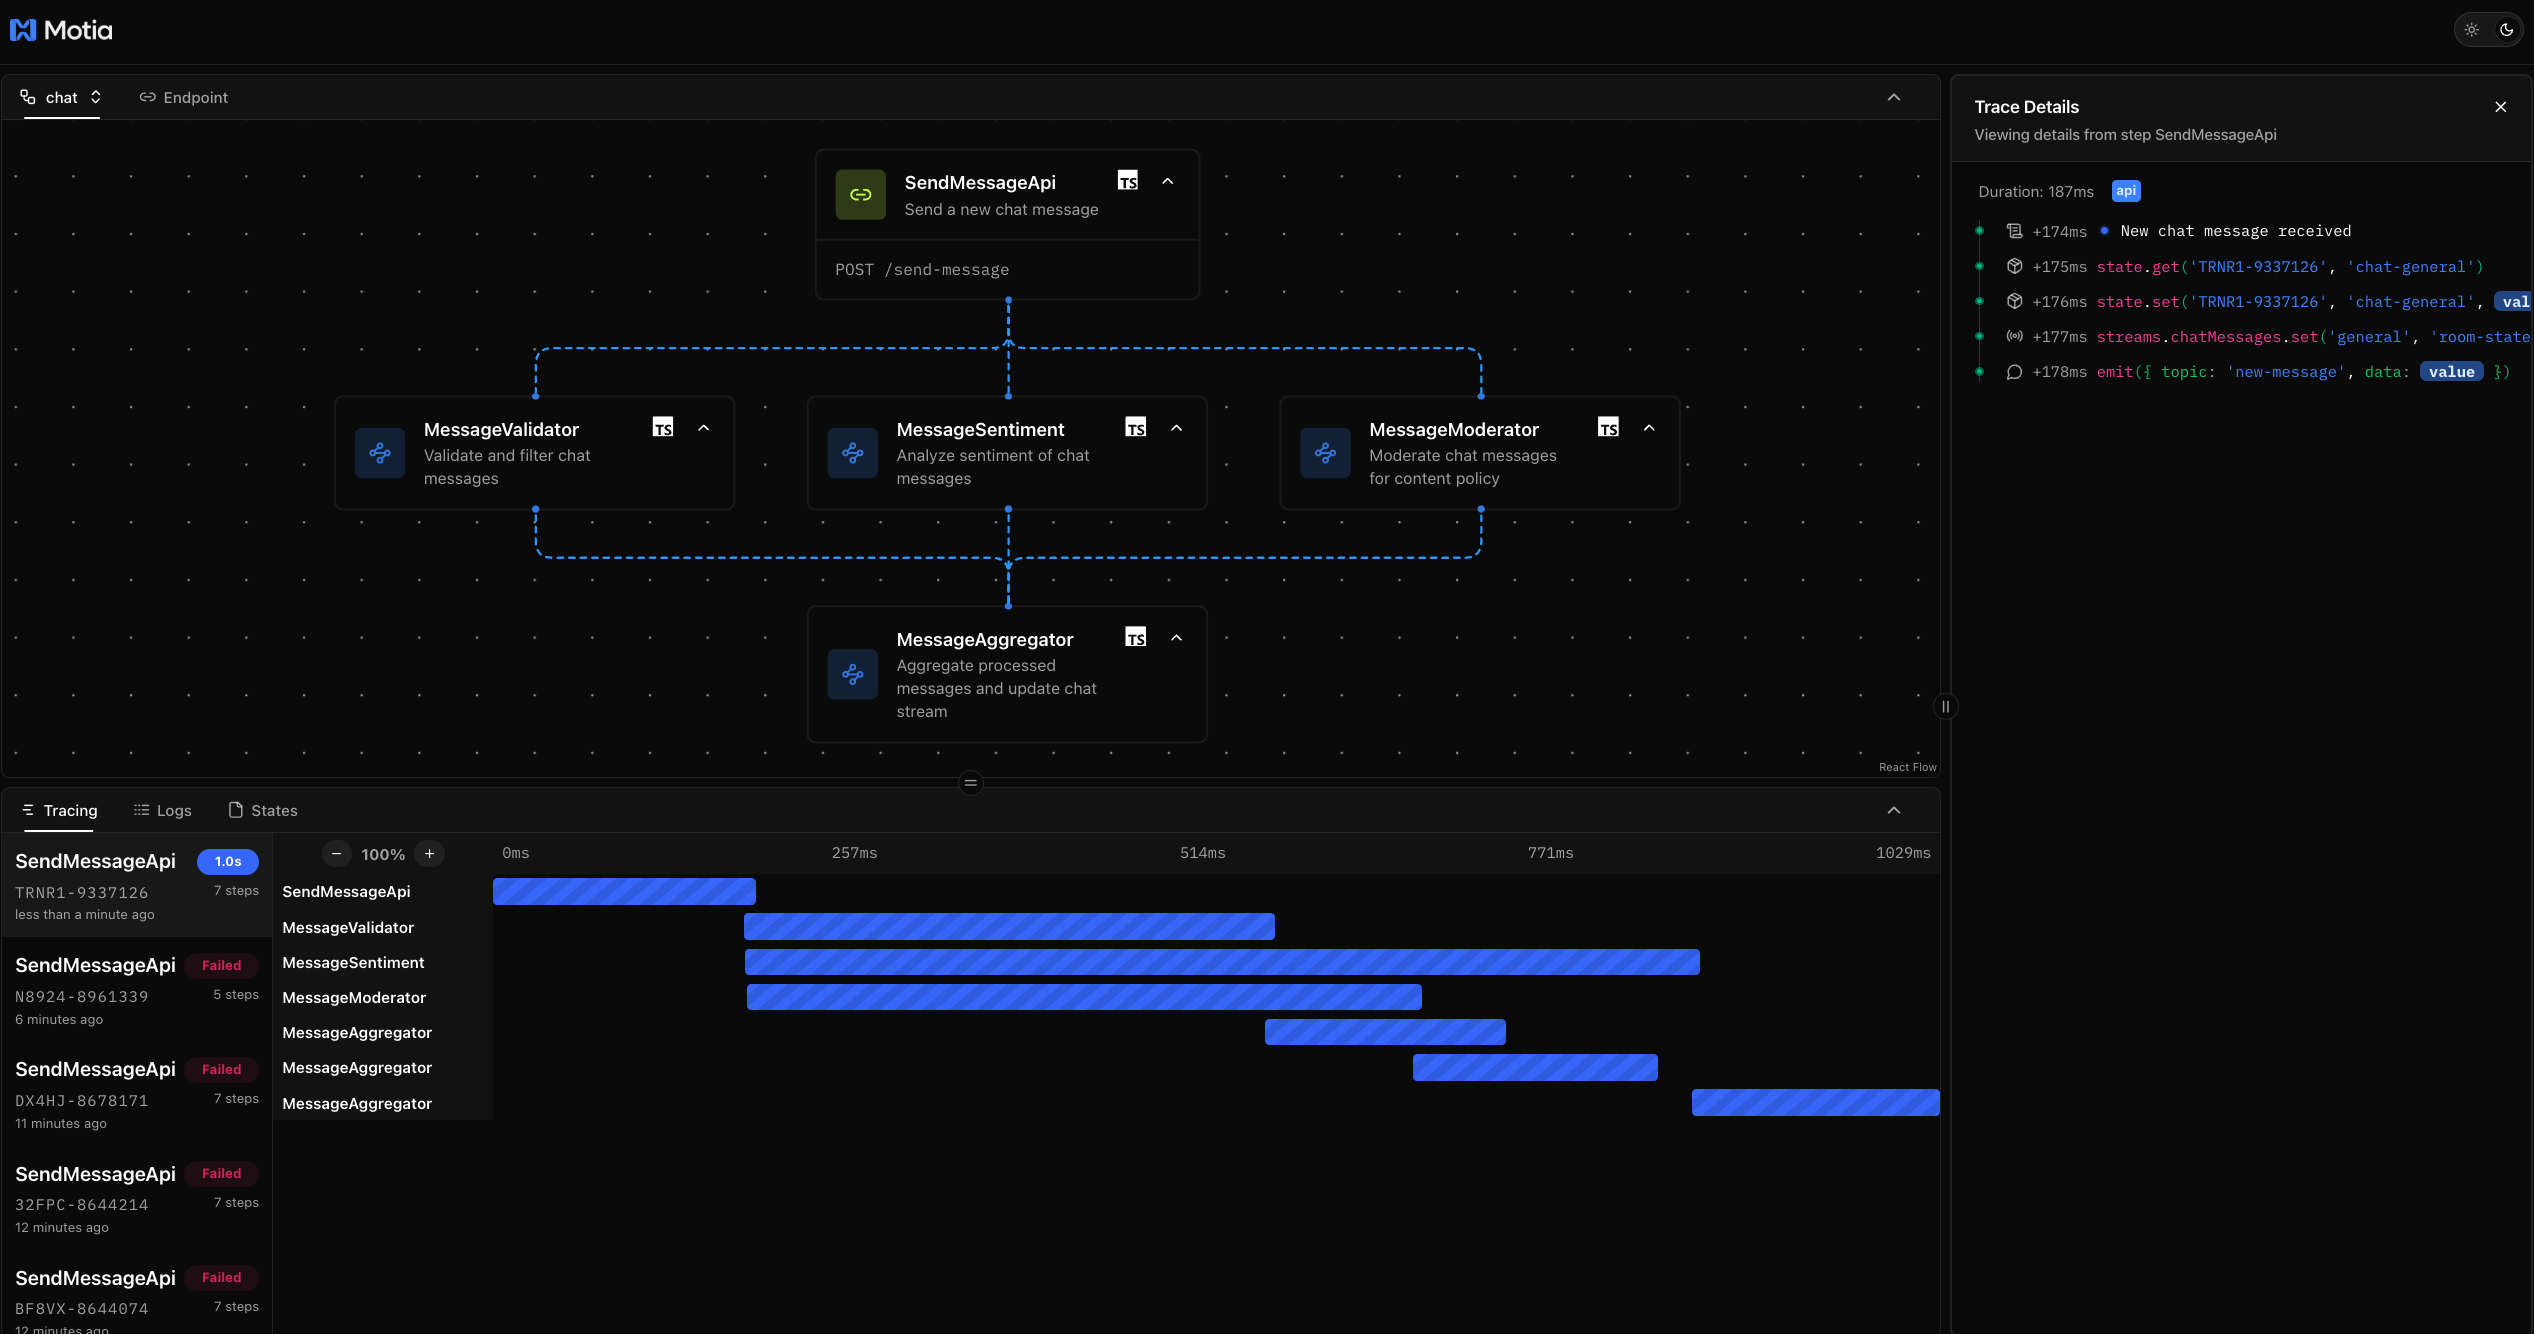 Motia
chat
Endpoint
SendMessageApi
TS
Send a new chat message
POST /send-message
MessageValidator
TS
Validate and filter chat
messages
MessageSentiment
TS
Analyze sentiment of chat
messages
MessageModerator
TS
Moderate chat messages
for content policy
MessageAggregator
TS
Aggregate processed
messages and update chat
stream
React Flow
Trace Details
Viewing details from step SendMessageApi
Duration: 187ms api
+174ms New chat message received
+175ms state.get('TRNR1-9337126', 'chat-general')
+176ms state.set('TRNR1-9337126', 'chat-general', val
+177ms streams.chatMessages.set('general', 'room-state
+178ms emit({ topic: 'new-message', data: value })
Tracing
Logs
States
SendMessageApi 1.0s
TRNR1-9337126 7 steps
less than a minute ago
SendMessageApi Failed
N8924-8961339 5 steps
6 minutes ago
SendMessageApi Failed
DX4HJ-8678171 7 steps
11 minutes ago
SendMessageApi Failed
32FPC-8644214 7 steps
12 minutes ago
SendMessageApi Failed
BF8VX-8644074 7 steps
12 minutes ago
− 100% + 0ms 257ms 514ms 771ms 1029ms
SendMessageApi
MessageValidator
MessageSentiment
MessageModerator
MessageAggregator
MessageAggregator
MessageAggregator